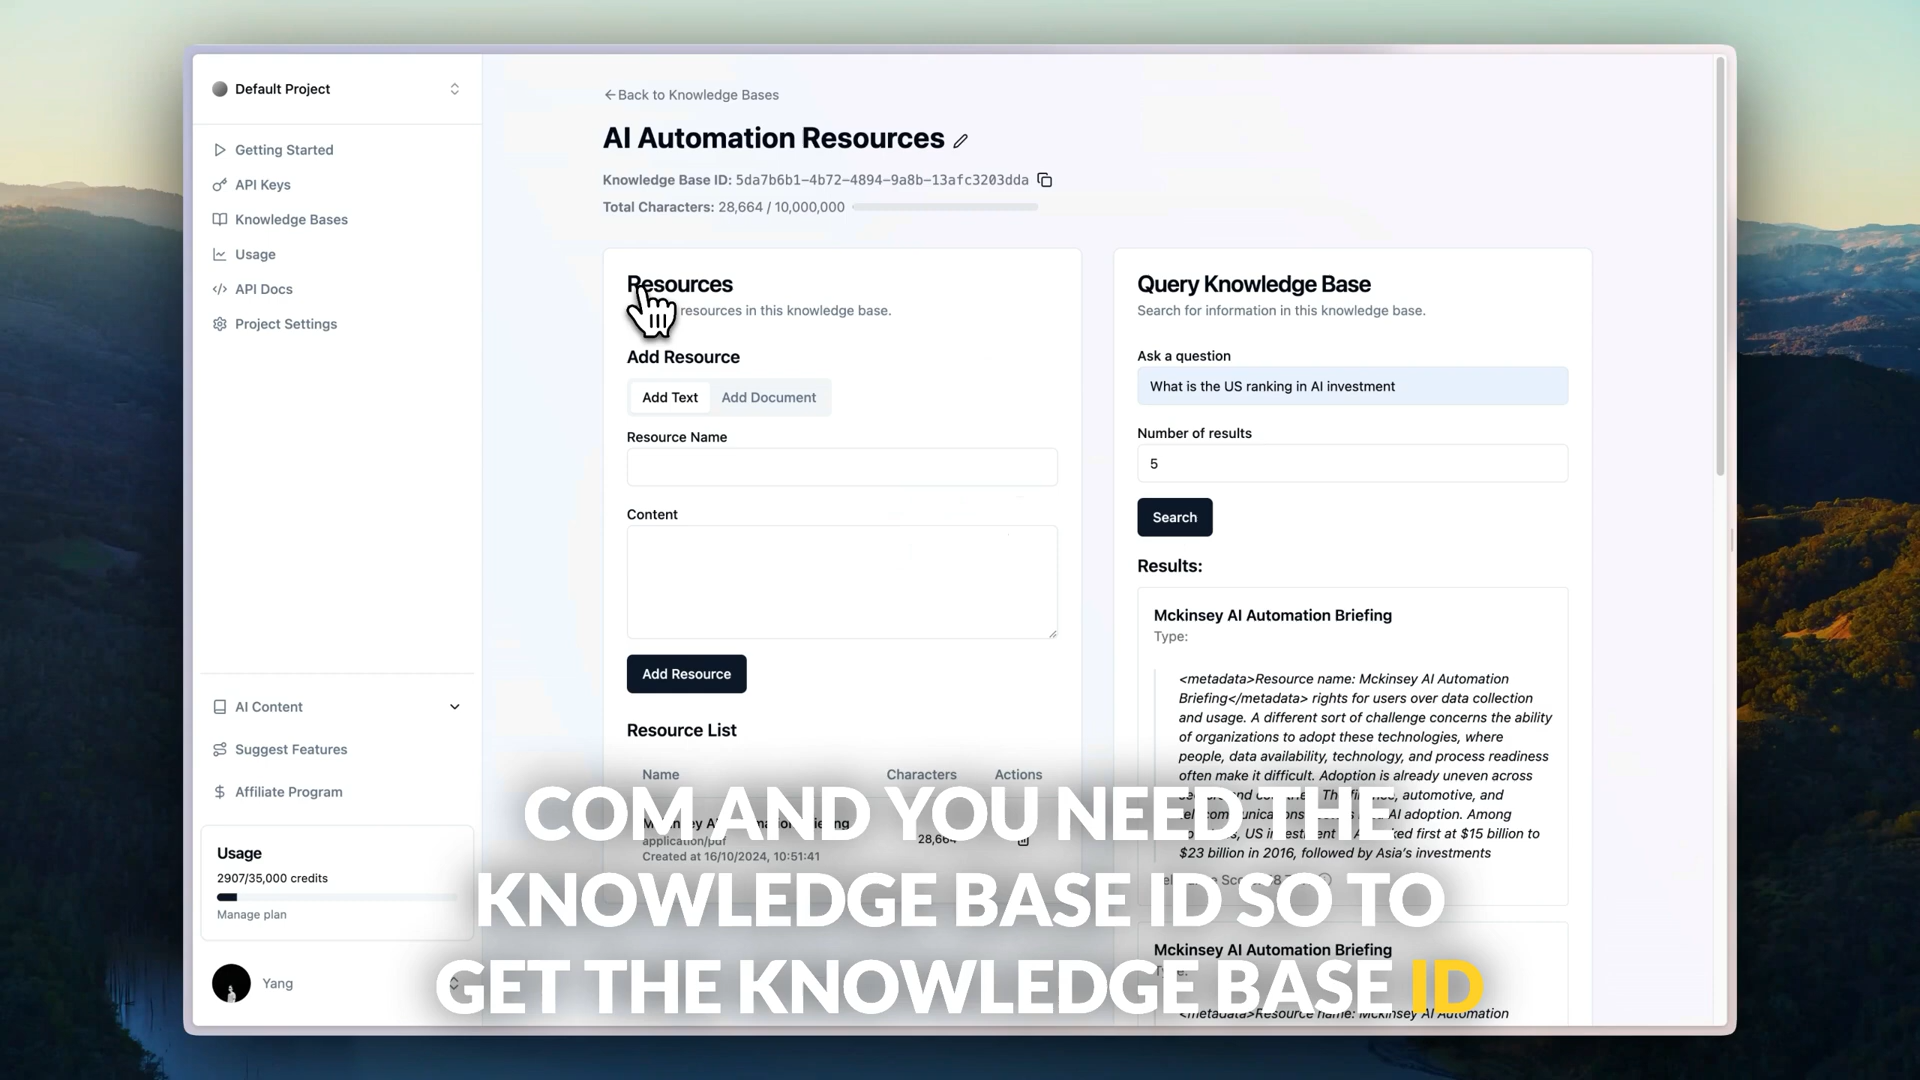 Default Project
Getting Started
API Keys
Knowledge Bases
Usage
API Docs
Project Settings
AI Content
Suggest Features
Affiliate Program
Usage
2907/35,000 credits
Manage plan
Yang
Back to Knowledge Bases
AI Automation Resources
Knowledge Base ID: 5da7b6b1-4b72-4894-9a8b-13afc3203dda
Total Characters: 28,664 / 10,000,000
Resources
resources in this knowledge base.
Add Resource
Add Text Add Document
Resource Name
Content
Add Resource
Resource List
Name Characters Actions
application/pdf
Created at 16/10/2024, 10:51:41
Query Knowledge Base
Search for information in this knowledge base.
Ask a question
What is the US ranking in AI investment
Number of results
5
Search
Results:
Mckinsey AI Automation Briefing
Type:
<metadata>Resource name: Mckinsey AI Automation
Briefing</metadata> rights for users over data collection
and usage. A different sort of challenge concerns the ability
of organizations to adopt these technologies, where
people, data availability, technology, and process readiness
often make it difficult. Adoption is already uneven across
and
AI adoption. Among
first at $15 billion to
$23 billion in 2016, followed by Asia's investments
Mckinsey AI Automation Briefing
<metadata>Resource name: Mckinsey AI Automation
COM AND YOU NEED THE
KNOWLEDGE BASE ID SO TO
GET THE KNOWLEDGE BASE ID